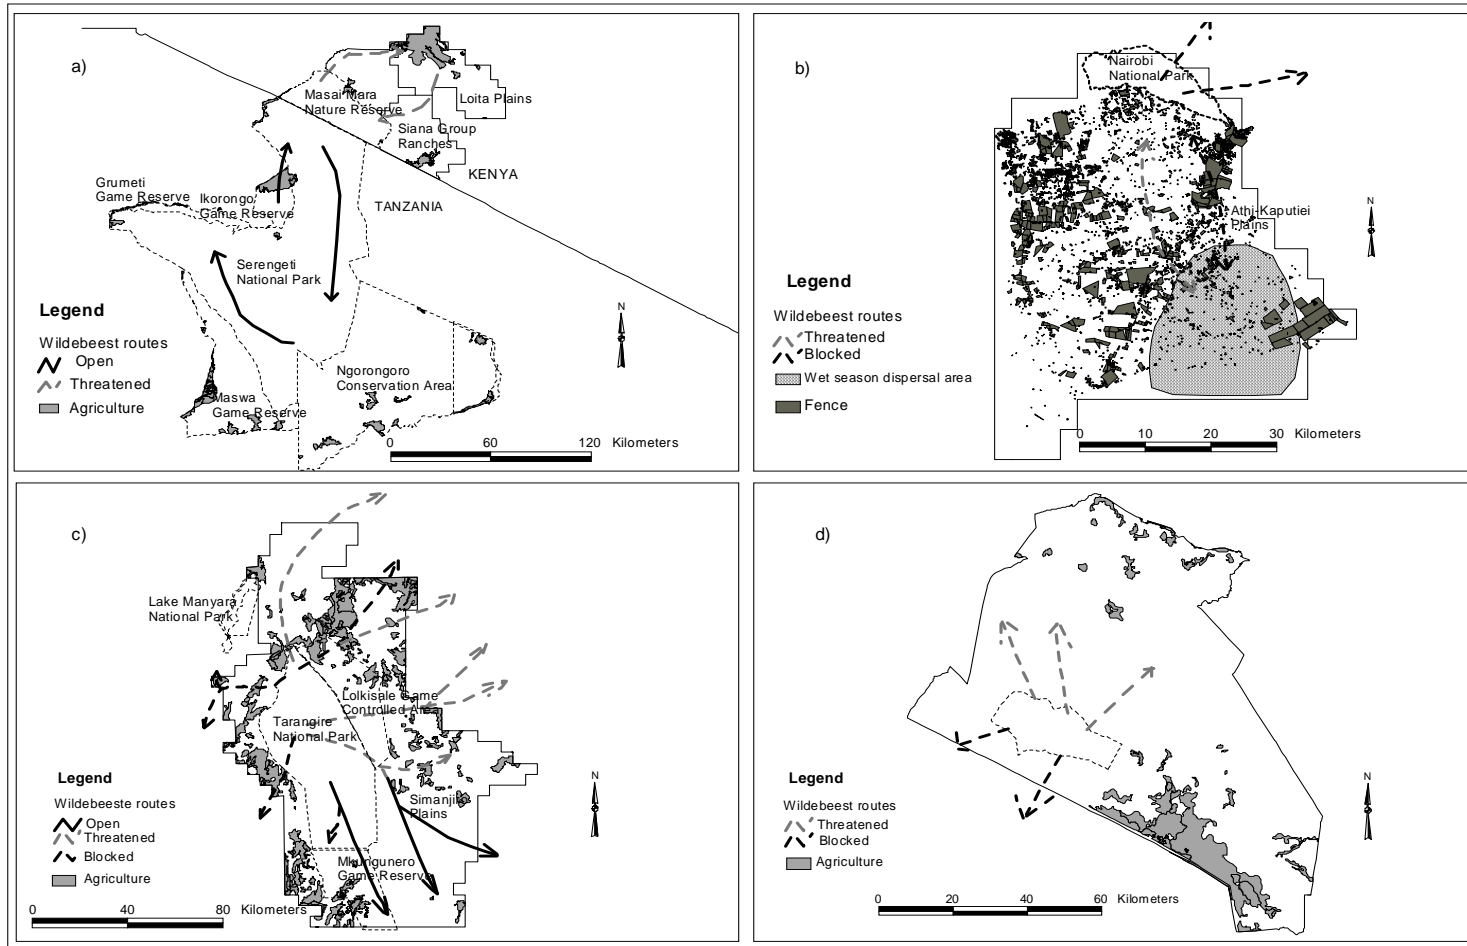 a)
Masai Mara
Nature Reserve
Loita Plains
Siana Group
Ranches
KENYA
TANZANIA
Grumeti
Game Reserve
Ikorongo
Game Reserve
Serengeti
National Park
Ngorongoro
Conservation Area
Maswa
Game Reserve
Legend
Wildebeest routes
Open
Threatened
Agriculture
N
0 60 120 Kilometers
b)
Nairobi
National Park
Athi-Kaputiei
Plains
Legend
Wildebeest routes
Threatened
Blocked
Wet season dispersal area
Fence
N
0 10 20 30 Kilometers
c)
Lake Manyara
National Park
Lolkisale Game
Controlled Area
Tarangire
National Park
Simanjiro
Plains
Mkungunero
Game Reserve
Legend
Wildebeeste routes
Open
Threatened
Blocked
Agriculture
N
0 40 80 Kilometers
d)
Legend
Wildebeest routes
Threatened
Blocked
Agriculture
N
0 20 40 60 Kilometers